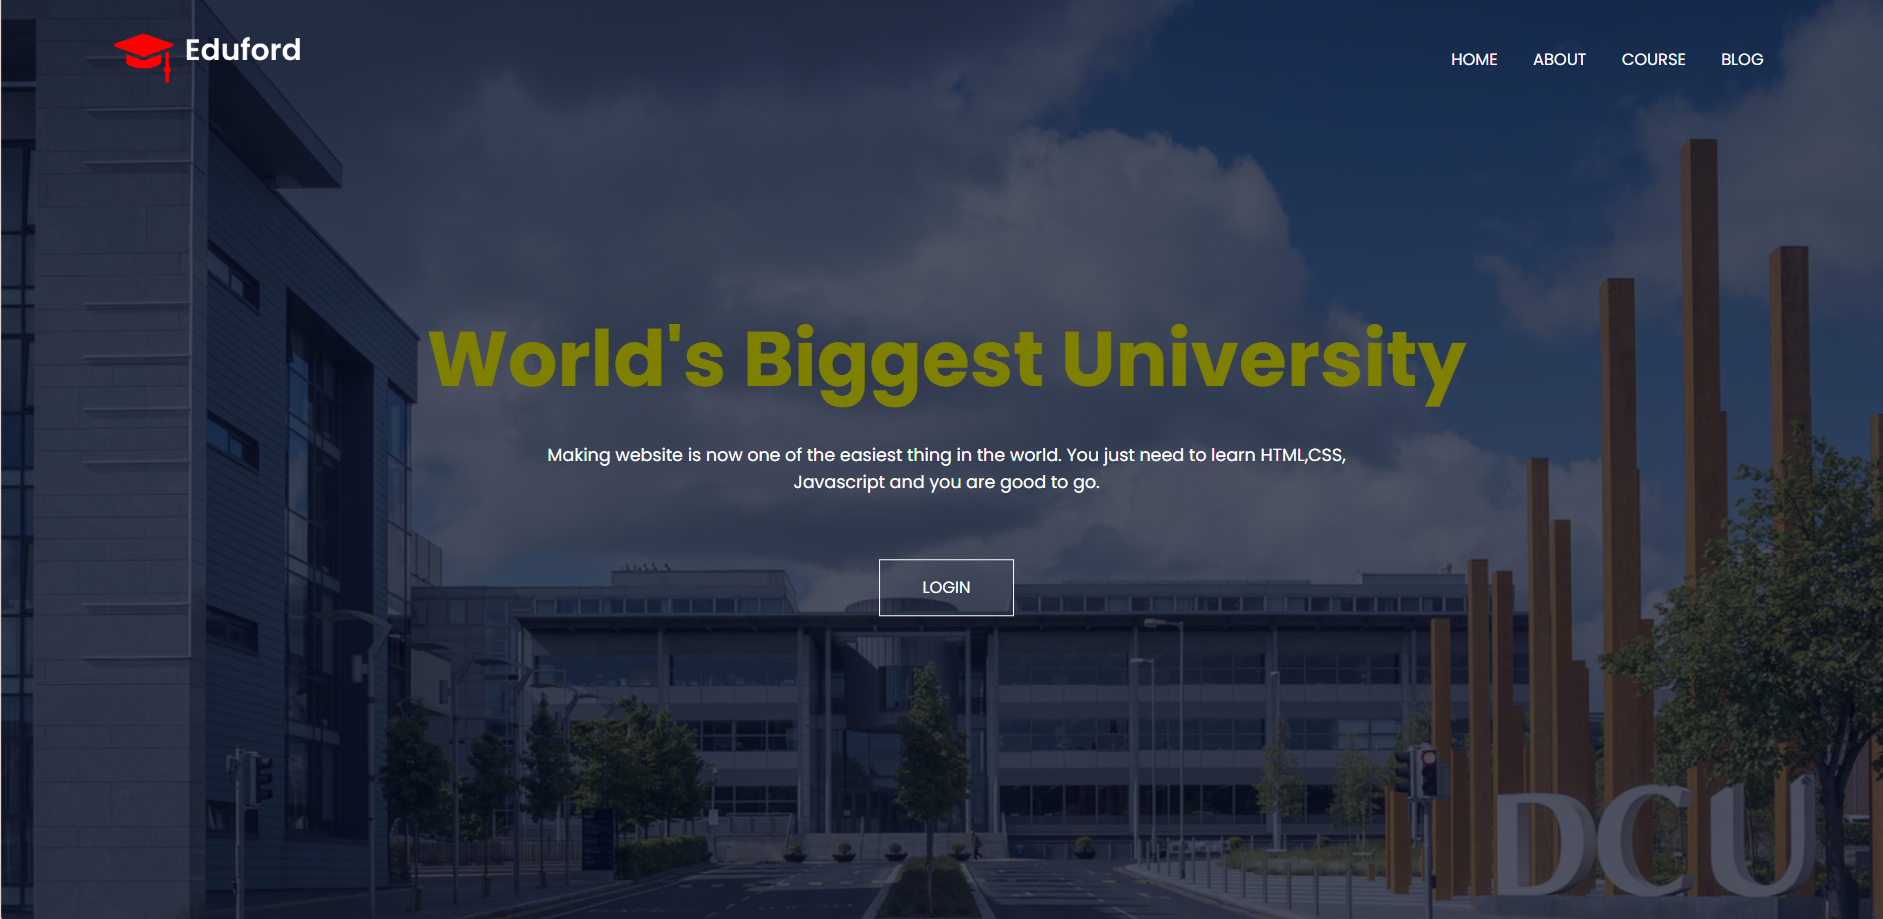 Eduford
HOME ABOUT COURSE BLOG
World's Biggest University
Making website is now one of the easiest thing in the world. You just need to learn HTML,CSS,
Javascript and you are good to go.
LOGIN
DCU